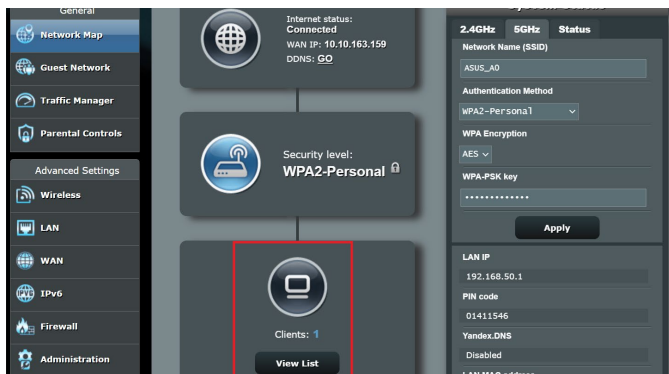 General
Network Map
Guest Network
Traffic Manager
Parental Controls
Advanced Settings
Wireless
LAN
WAN
IPv6
Firewall
Administration
Internet status:
Connected
WAN IP: 10.10.163.159
DDNS: GO
Security level:
WPA2-Personal
Clients: 1
View List
2.4GHz 5GHz Status
Network Name (SSID)
ASUS_A0
Authentication Method
WPA2-Personal
WPA Encryption
AES
WPA-PSK key
•••••••••••••
Apply
LAN IP
192.168.50.1
PIN code
01411546
Yandex.DNS
Disabled
LAN MAC address